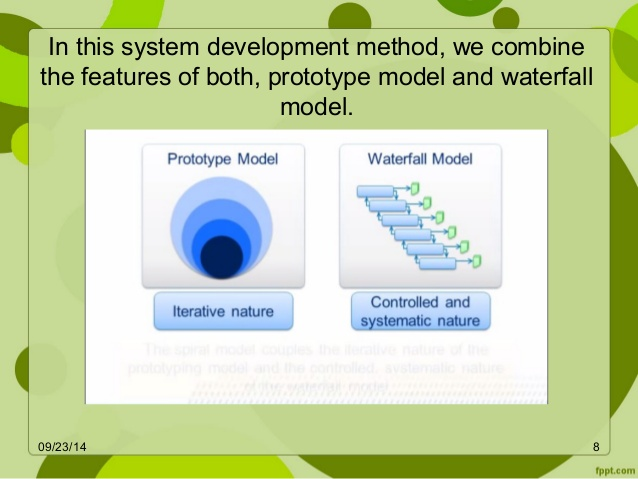 In this system development method, we combine
the features of both, prototype model and waterfall
model.
Prototype Model
Waterfall Model
Iterative nature
Controlled and
systematic nature
The spiral model couples the iterative nature of the
prototyping model and the controlled, systematic nature
of the waterfall model
09/23/14
8
fppt.com